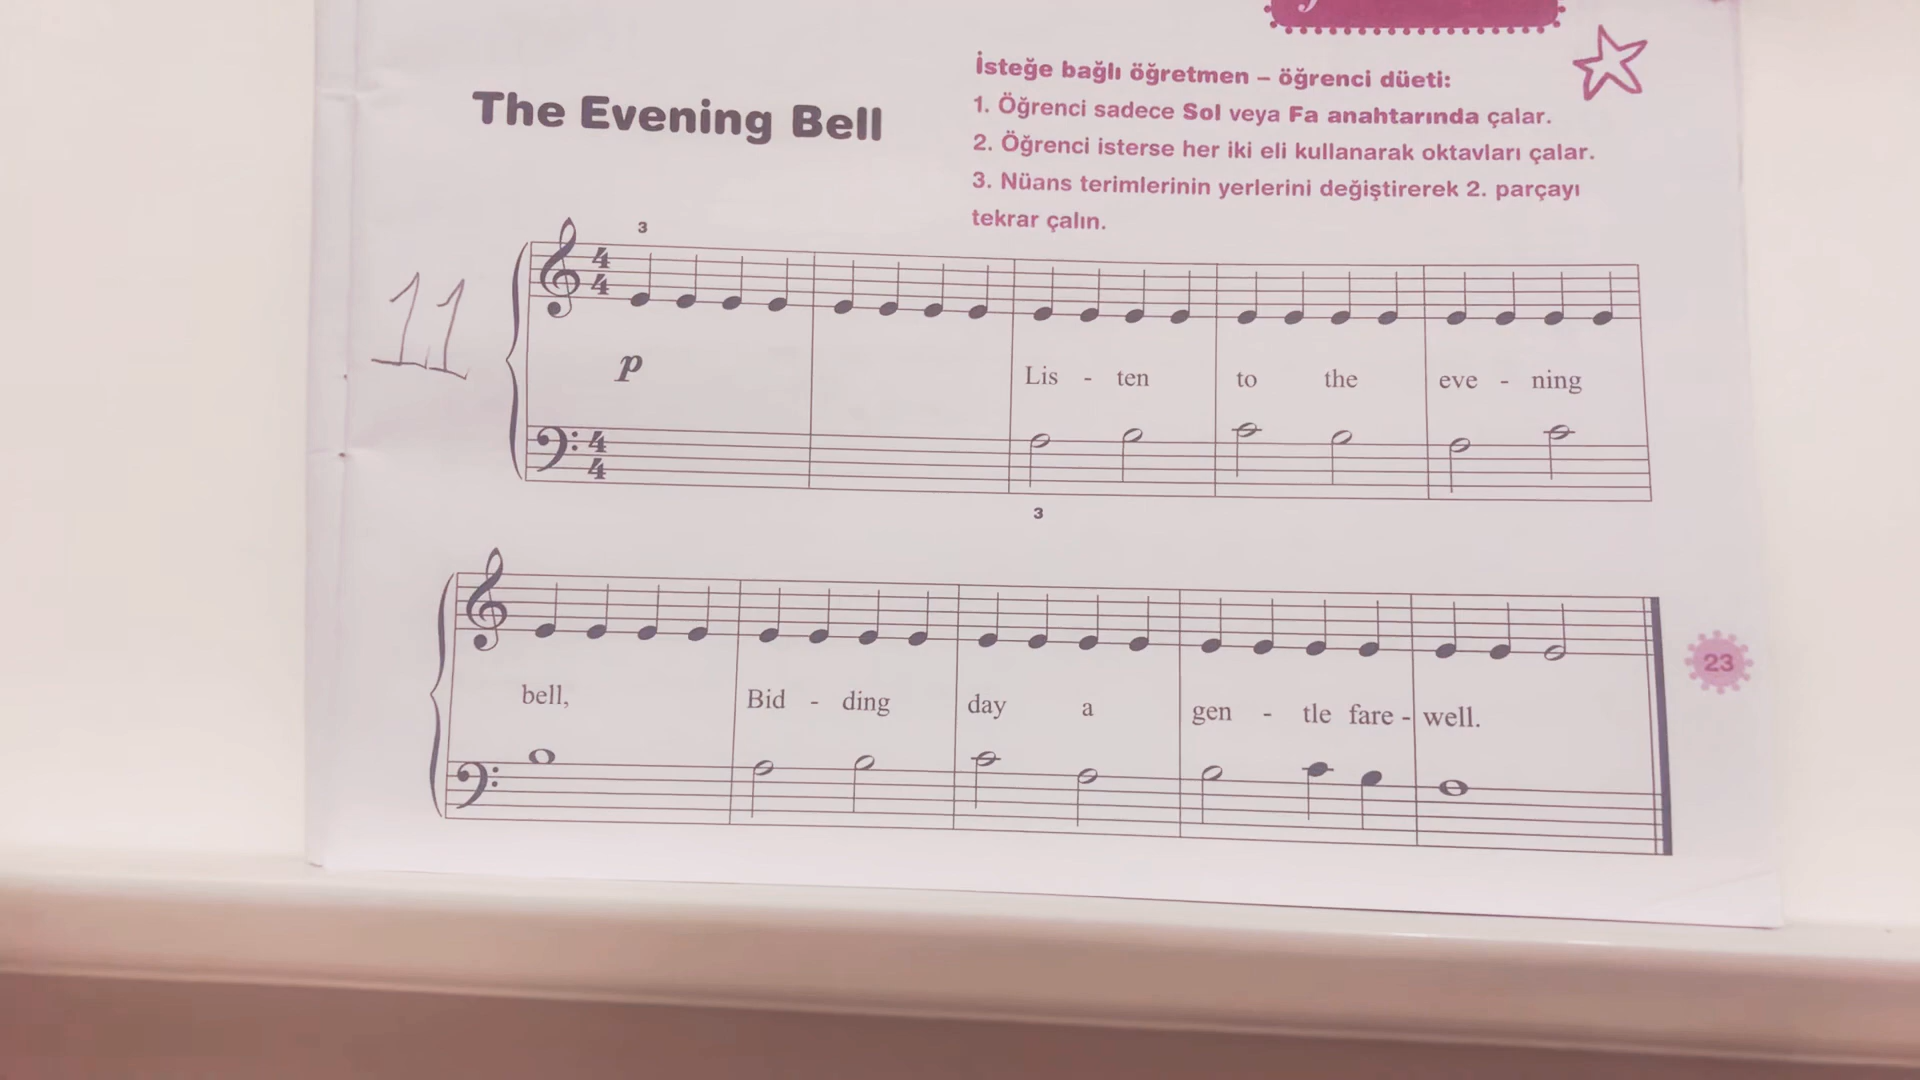 The Evening Bell
İsteğe bağlı öğretmen – öğrenci düeti:
1. Öğrenci sadece Sol veya Fa anahtarında çalar.
2. Öğrenci isterse her iki eli kullanarak oktavları çalar.
3. Nüans terimlerinin yerlerini değiştirerek 2. parçayı
tekrar çalın.
11
3
4
4
p
Lis - ten to the eve - ning
4
4
3
bell, Bid - ding day a gen - tle fare - well.
23